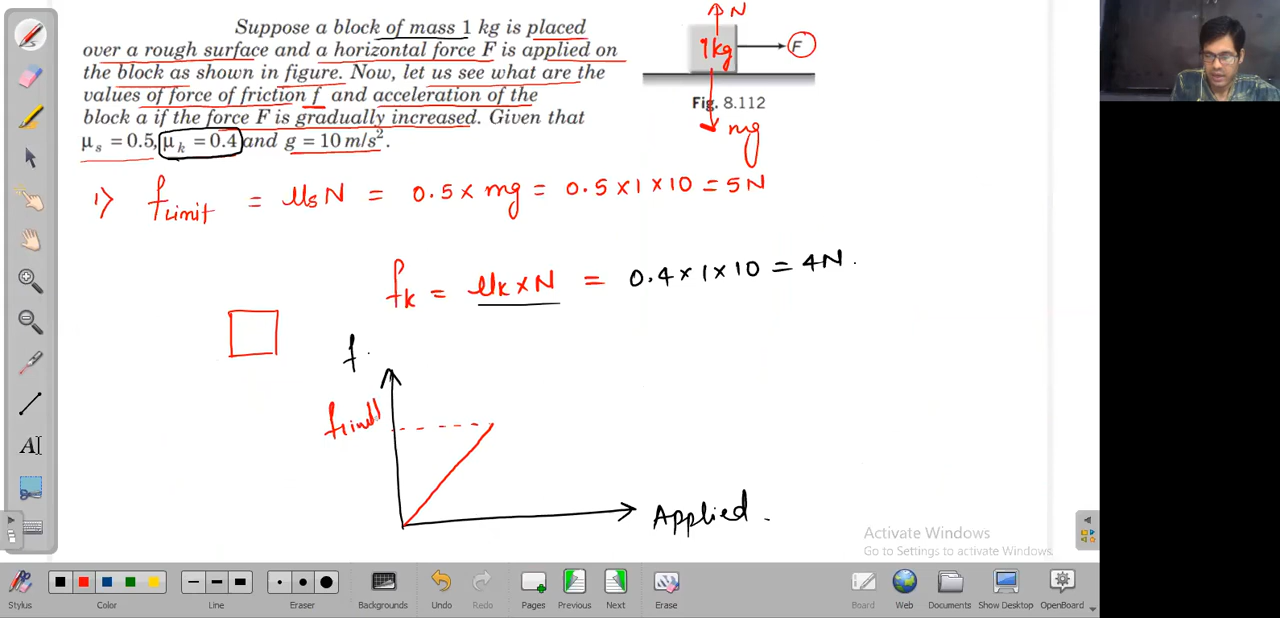 Suppose a block of mass 1 kg is placed
over a rough surface and a horizontal force F is applied on
the block as shown in figure. Now, let us see what are the
values of force of friction f and acceleration of the
block a if the force F is gradually increased. Given that
μs = 0.5, μk = 0.4 and g = 10 m/s².
N
1kg
F
Fig. 8.112
mg
1) fLimit = μsN = 0.5 × mg = 0.5 × 1 × 10 = 5N
fk = μk × N = 0.4 × 1 × 10 = 4N.
f.
flimit
Applied.
Activate Windows
Go to Settings to activate Windows.
A
Stylus
Color
Line
Eraser
Backgrounds
Undo
Redo
Pages
Previous
Next
Erase
Board
Web
Documents
Show Desktop
OpenBoard